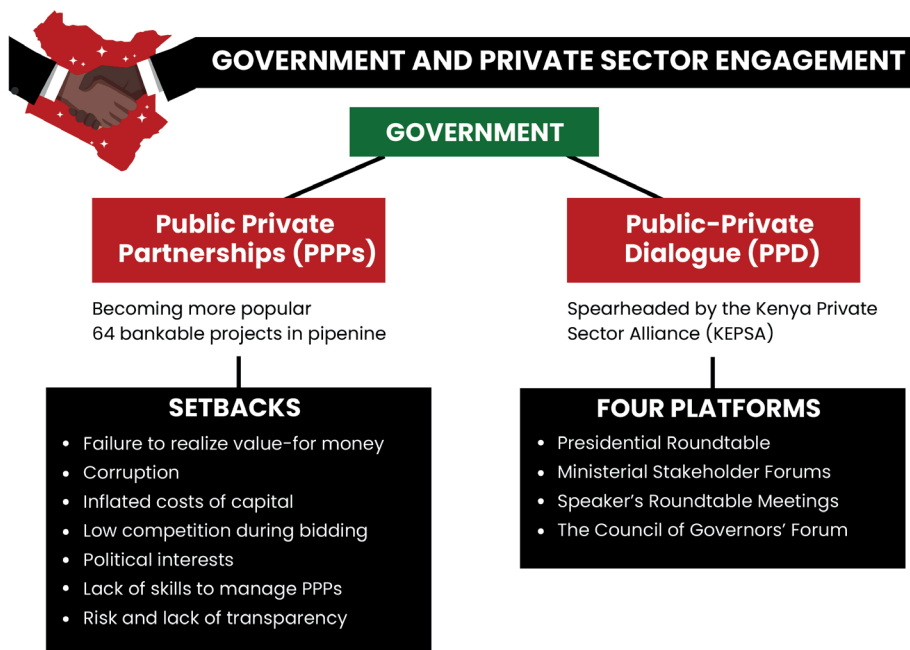 GOVERNMENT AND PRIVATE SECTOR ENGAGEMENT
GOVERNMENT
Public Private
Partnerships (PPPs)
Becoming more popular
64 bankable projects in pipenine
SETBACKS
• Failure to realize value-for money
• Corruption
• Inflated costs of capital
• Low competition during bidding
• Political interests
• Lack of skills to manage PPPs
• Risk and lack of transparency
Public-Private
Dialogue (PPD)
Spearheaded by the Kenya Private
Sector Alliance (KEPSA)
FOUR PLATFORMS
• Presidential Roundtable
• Ministerial Stakeholder Forums
• Speaker's Roundtable Meetings
• The Council of Governors' Forum